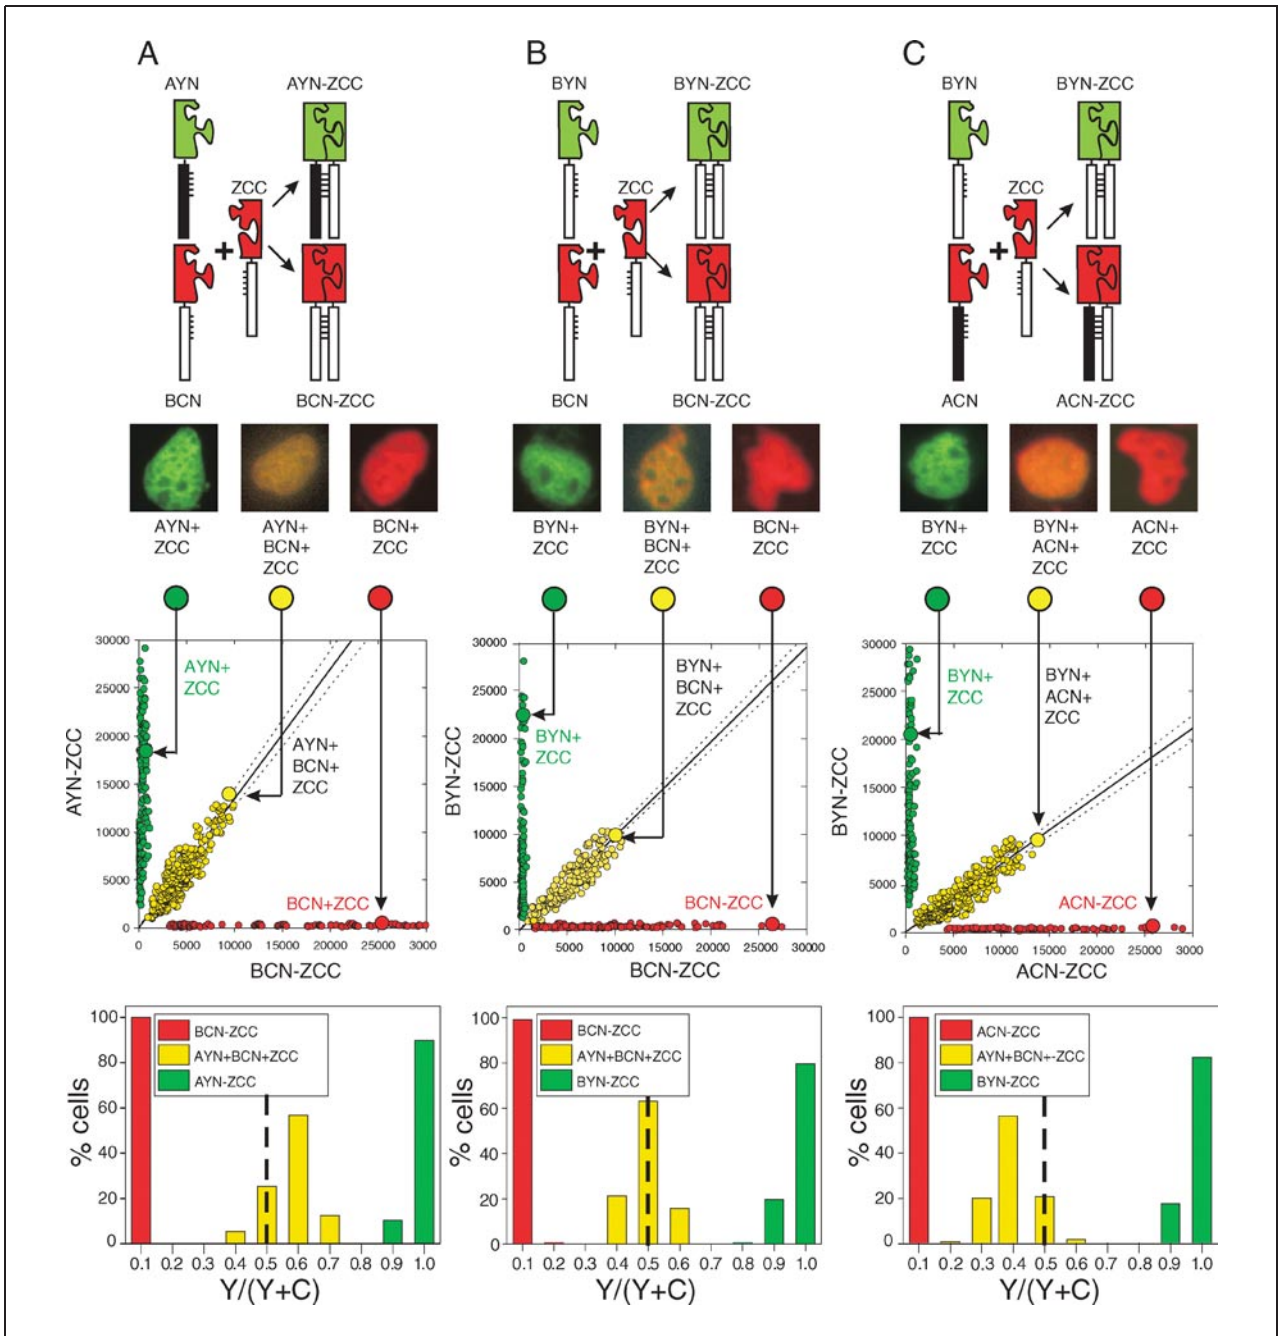 A
B
C
AYN
AYN-ZCC
BYN
BYN-ZCC
BYN
BYN-ZCC
ZCC
ZCC
ZCC
+
+
+
BCN
BCN-ZCC
BCN
BCN-ZCC
ACN
ACN-ZCC
AYN+
ZCC
AYN+
BCN+
ZCC
BCN+
ZCC
BYN+
ZCC
BYN+
BCN+
ZCC
BCN+
ZCC
BYN+
ZCC
BYN+
ACN+
ZCC
ACN+
ZCC
AYN-ZCC
30000
25000
20000
15000
10000
5000
0
AYN+
ZCC
AYN+
BCN+
ZCC
BCN+ZCC
0 5000 10000 15000 20000 25000 3000
BCN-ZCC
BYN-ZCC
30000
25000
20000
15000
10000
5000
0
BYN+
ZCC
BYN+
BCN+
ZCC
BCN-ZCC
0 5000 10000 15000 20000 25000 30000
BCN-ZCC
BYN-ZCC
30000
25000
20000
15000
10000
5000
0
BYN+
ZCC
BYN+
ACN+
ZCC
ACN-ZCC
0 5000 10000 15000 20000 25000 3000
ACN-ZCC
% cells
100
80
60
40
20
0
BCN-ZCC
AYN+BCN+ZCC
AYN-ZCC
0.1 0.2 0.3 0.4 0.5 0.6 0.7 0.8 0.9 1.0
Y/(Y+C)
% cells
100
80
60
40
20
0
BCN-ZCC
AYN+BCN+ZCC
BYN-ZCC
0.1 0.2 0.3 0.4 0.5 0.6 0.7 0.8 0.9 1.0
Y/(Y+C)
% cells
100
80
60
40
20
0
ACN-ZCC
AYN+BCN+-ZCC
BYN-ZCC
0.1 0.2 0.3 0.4 0.5 0.6 0.7 0.8 0.9 1.0
Y/(Y+C)